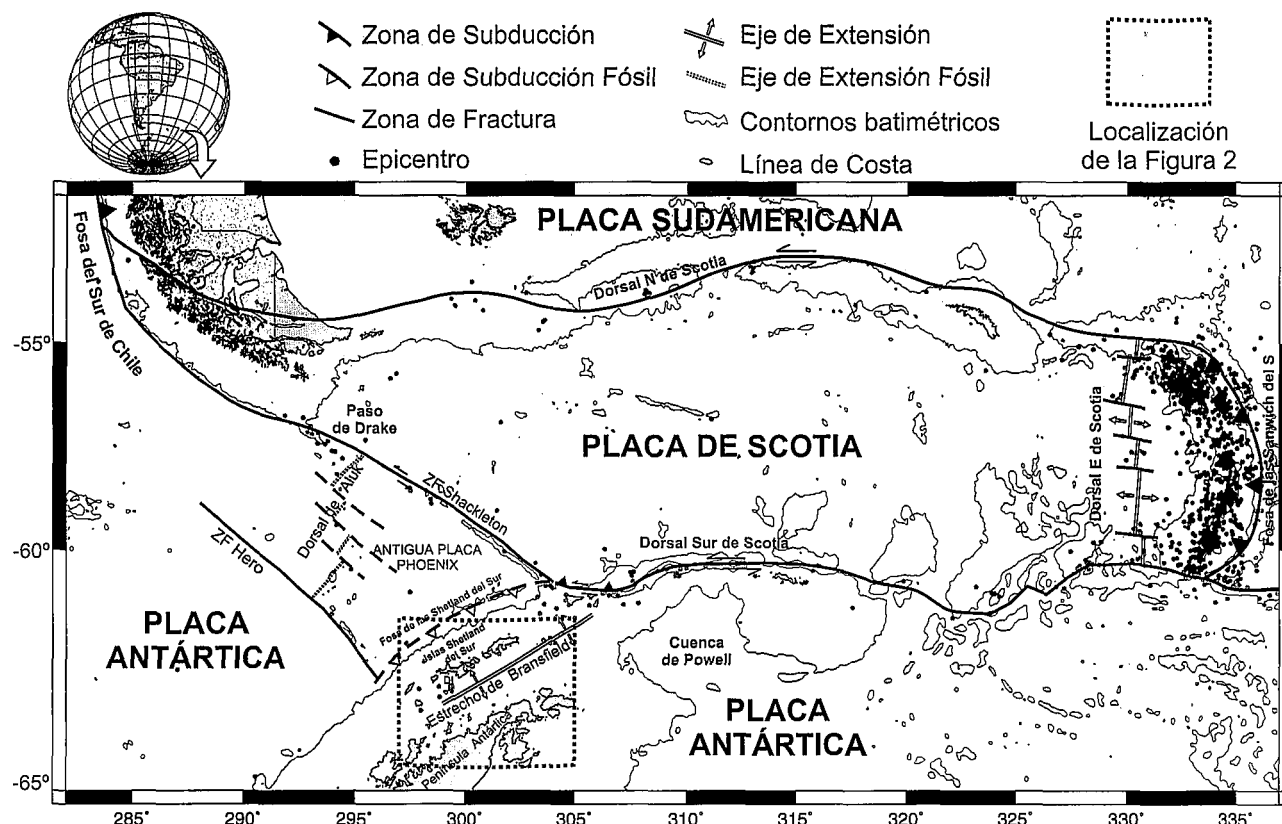 Zona de Subducción
Zona de Subducción Fósil
Zona de Fractura
Epicentro
Eje de Extensión
Eje de Extensión Fósil
Contornos batimétricos
Línea de Costa
Localización
de la Figura 2
PLACA SUDAMERICANA
Fosa del Sur de Chile
Dorsal N de Scotia
-55°
Paso
de Drake
PLACA DE SCOTIA
Dorsal E de Scotia
Fosa de las Sanwich del S
ZF Shackleton
Dorsal de Aluk
ZF Hero
ANTIGUA PLACA
PHOENIX
-60°
Dorsal Sur de Scotia
PLACA
ANTÁRTICA
Fosa de las Shetland del Sur
Islas Shetland
del Sur
Estrecho de Bransfield
Península Antártica
Cuenca
de Powell
PLACA
ANTÁRTICA
-65°
285° 290° 295° 300° 305° 310° 315° 320° 325° 330° 335°